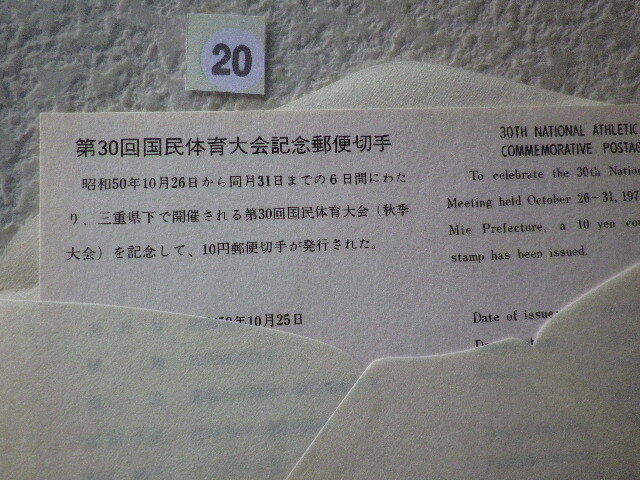 20
第30回国民体育大会記念郵便切手
昭和50年10月26日から同月31日までの6日間にわた
り、三重県下で開催される第30回国民体育大会（秋季
大会）を記念して、10円郵便切手が発行された。
50年10月25日
30TH NATIONAL ATHLETIC
COMMEMORATIVE POSTAG
To celebrate the 30th Nation
Meeting held October 26~31, 197
Mie Prefecture, a 10 yen co
stamp has been issued.
Date of issue: